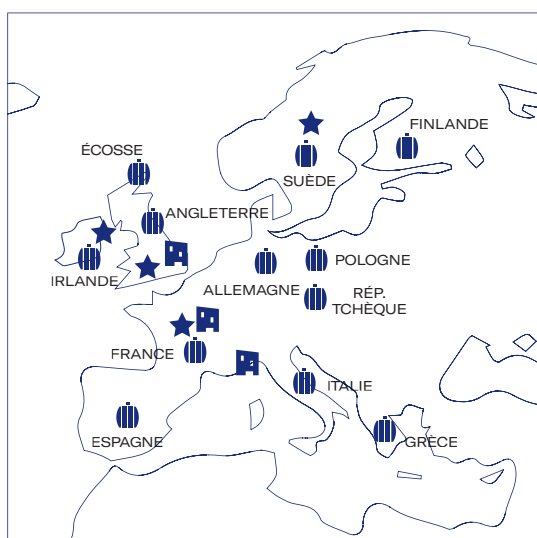 FINLANDE
ÉCOSSE
SUÈDE
ANGLETERRE
IRLANDE
POLOGNE
ALLEMAGNE
RÉP.
TCHÈQUE
FRANCE
ITALIE
ESPAGNE
GRÈCE